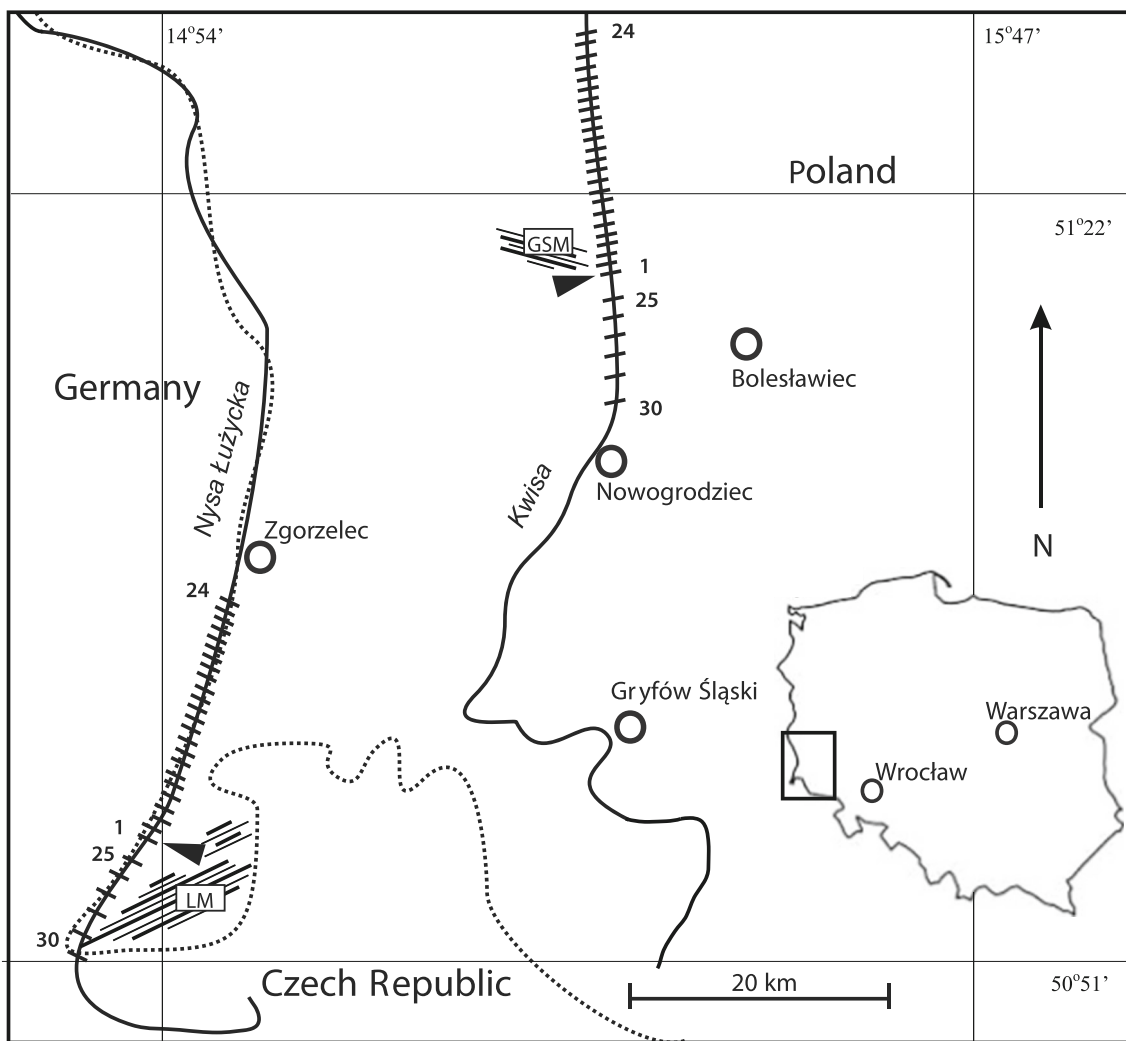 14°54’
24
15°47’
Poland
51°22’
GSM
1
25
Bolesławiec
Germany
30
Nysa Łużycka
Kwisa
Nowogrodziec
Zgorzelec
N
24
Gryfów Śląski
Warszawa
Wrocław
1
25
LM
30
Czech Republic
20 km
50°51’